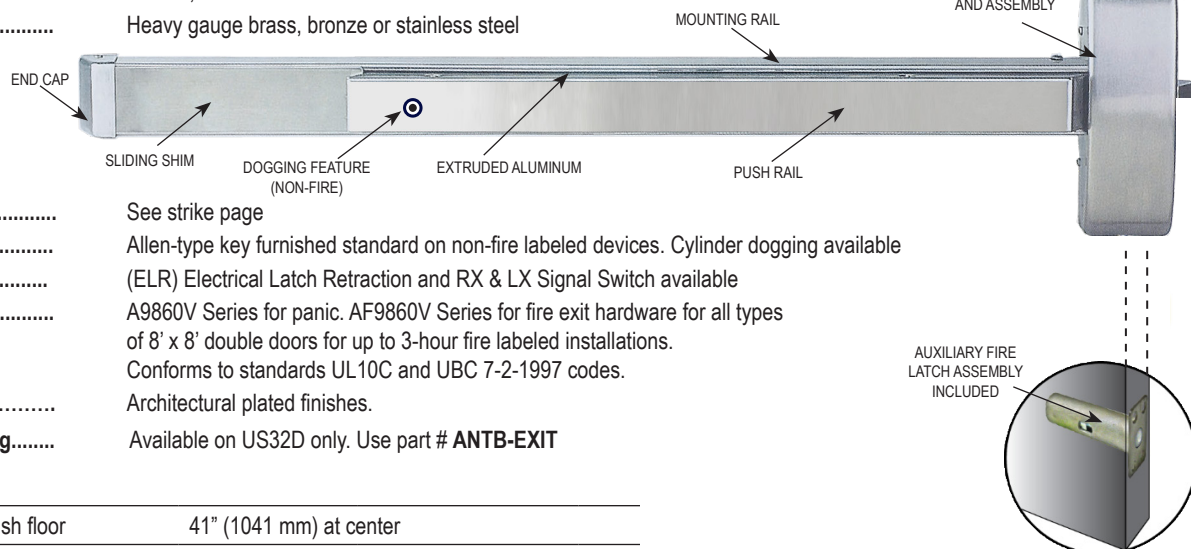 AND ASSEMBLY
MOUNTING RAIL
.......... Heavy gauge brass, bronze or stainless steel
END CAP
SLIDING SHIM
DOGGING FEATURE
(NON-FIRE)
EXTRUDED ALUMINUM
PUSH RAIL
........... See strike page
.......... Allen-type key furnished standard on non-fire labeled devices. Cylinder dogging available
......... (ELR) Electrical Latch Retraction and RX & LX Signal Switch available
.......... A9860V Series for panic. AF9860V Series for fire exit hardware for all types
of 8’ x 8’ double doors for up to 3-hour fire labeled installations.
Conforms to standards UL10C and UBC 7-2-1997 codes.
………. Architectural plated finishes.
g........ Available on US32D only. Use part # ANTB-EXIT
AUXILIARY FIRE
LATCH ASSEMBLY
INCLUDED
sh floor 41” (1041 mm) at center